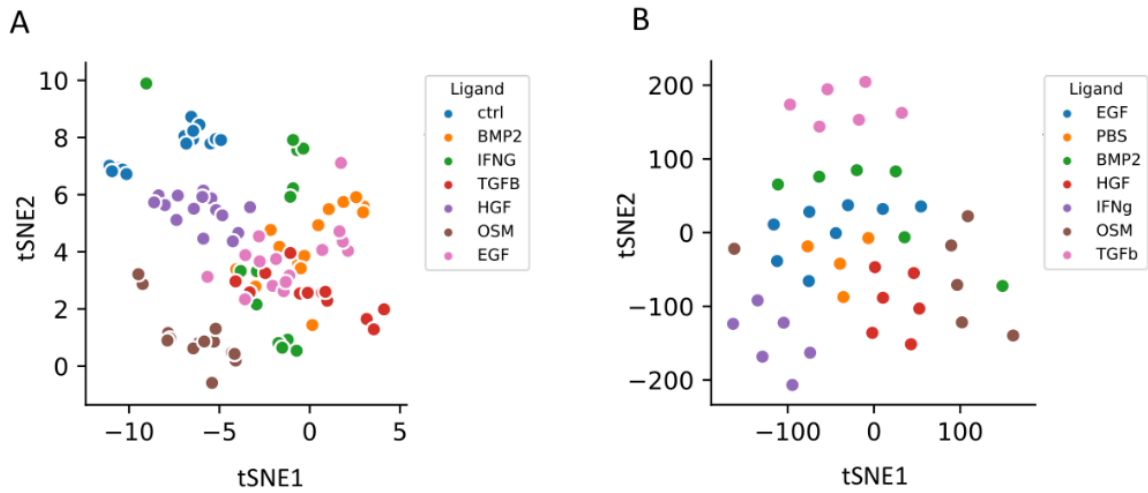 A
tSNE2
10
8
6
4
2
0
−10
−5
0
5
tSNE1
Ligand
ctrl
BMP2
IFNG
TGFB
HGF
OSM
EGF
B
tSNE2
200
100
0
−100
−200
−100
0
100
tSNE1
Ligand
EGF
PBS
BMP2
HGF
IFNg
OSM
TGFb